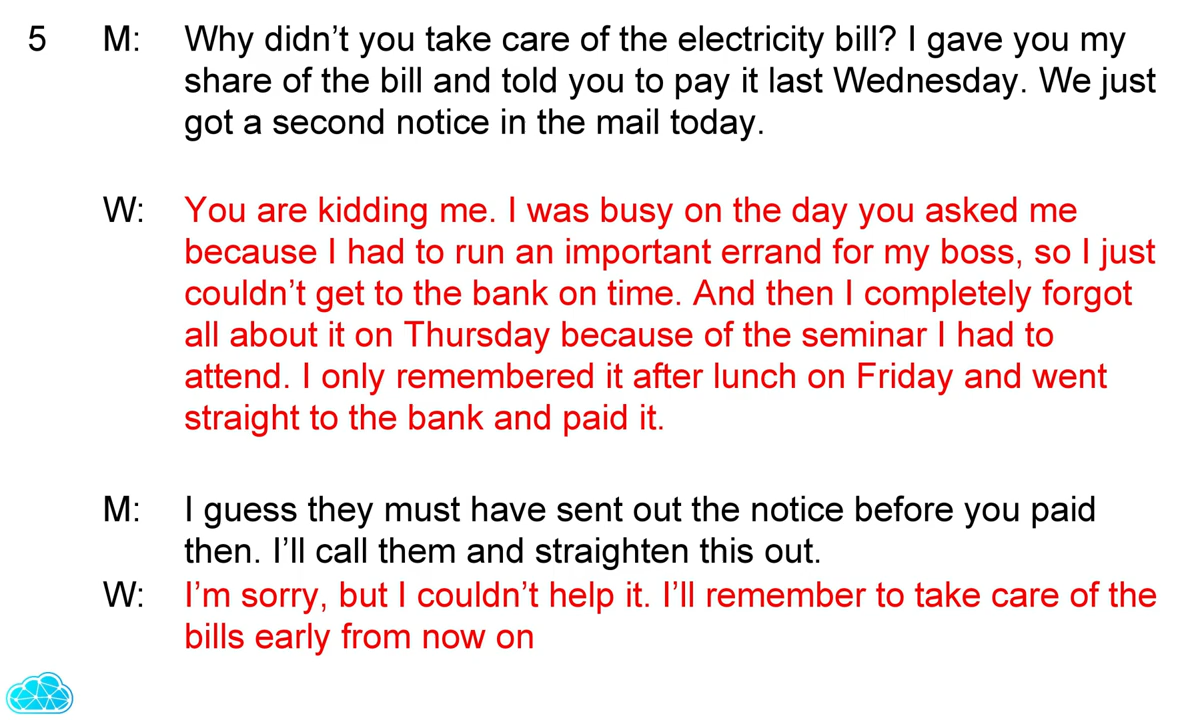 5 M: Why didn't you take care of the electricity bill? I gave you my
share of the bill and told you to pay it last Wednesday. We just
got a second notice in the mail today.
W: You are kidding me. I was busy on the day you asked me
because I had to run an important errand for my boss, so I just
couldn't get to the bank on time. And then I completely forgot
all about it on Thursday because of the seminar I had to
attend. I only remembered it after lunch on Friday and went
straight to the bank and paid it.
M: I guess they must have sent out the notice before you paid
then. I'll call them and straighten this out.
W: I'm sorry, but I couldn't help it. I'll remember to take care of the
bills early from now on